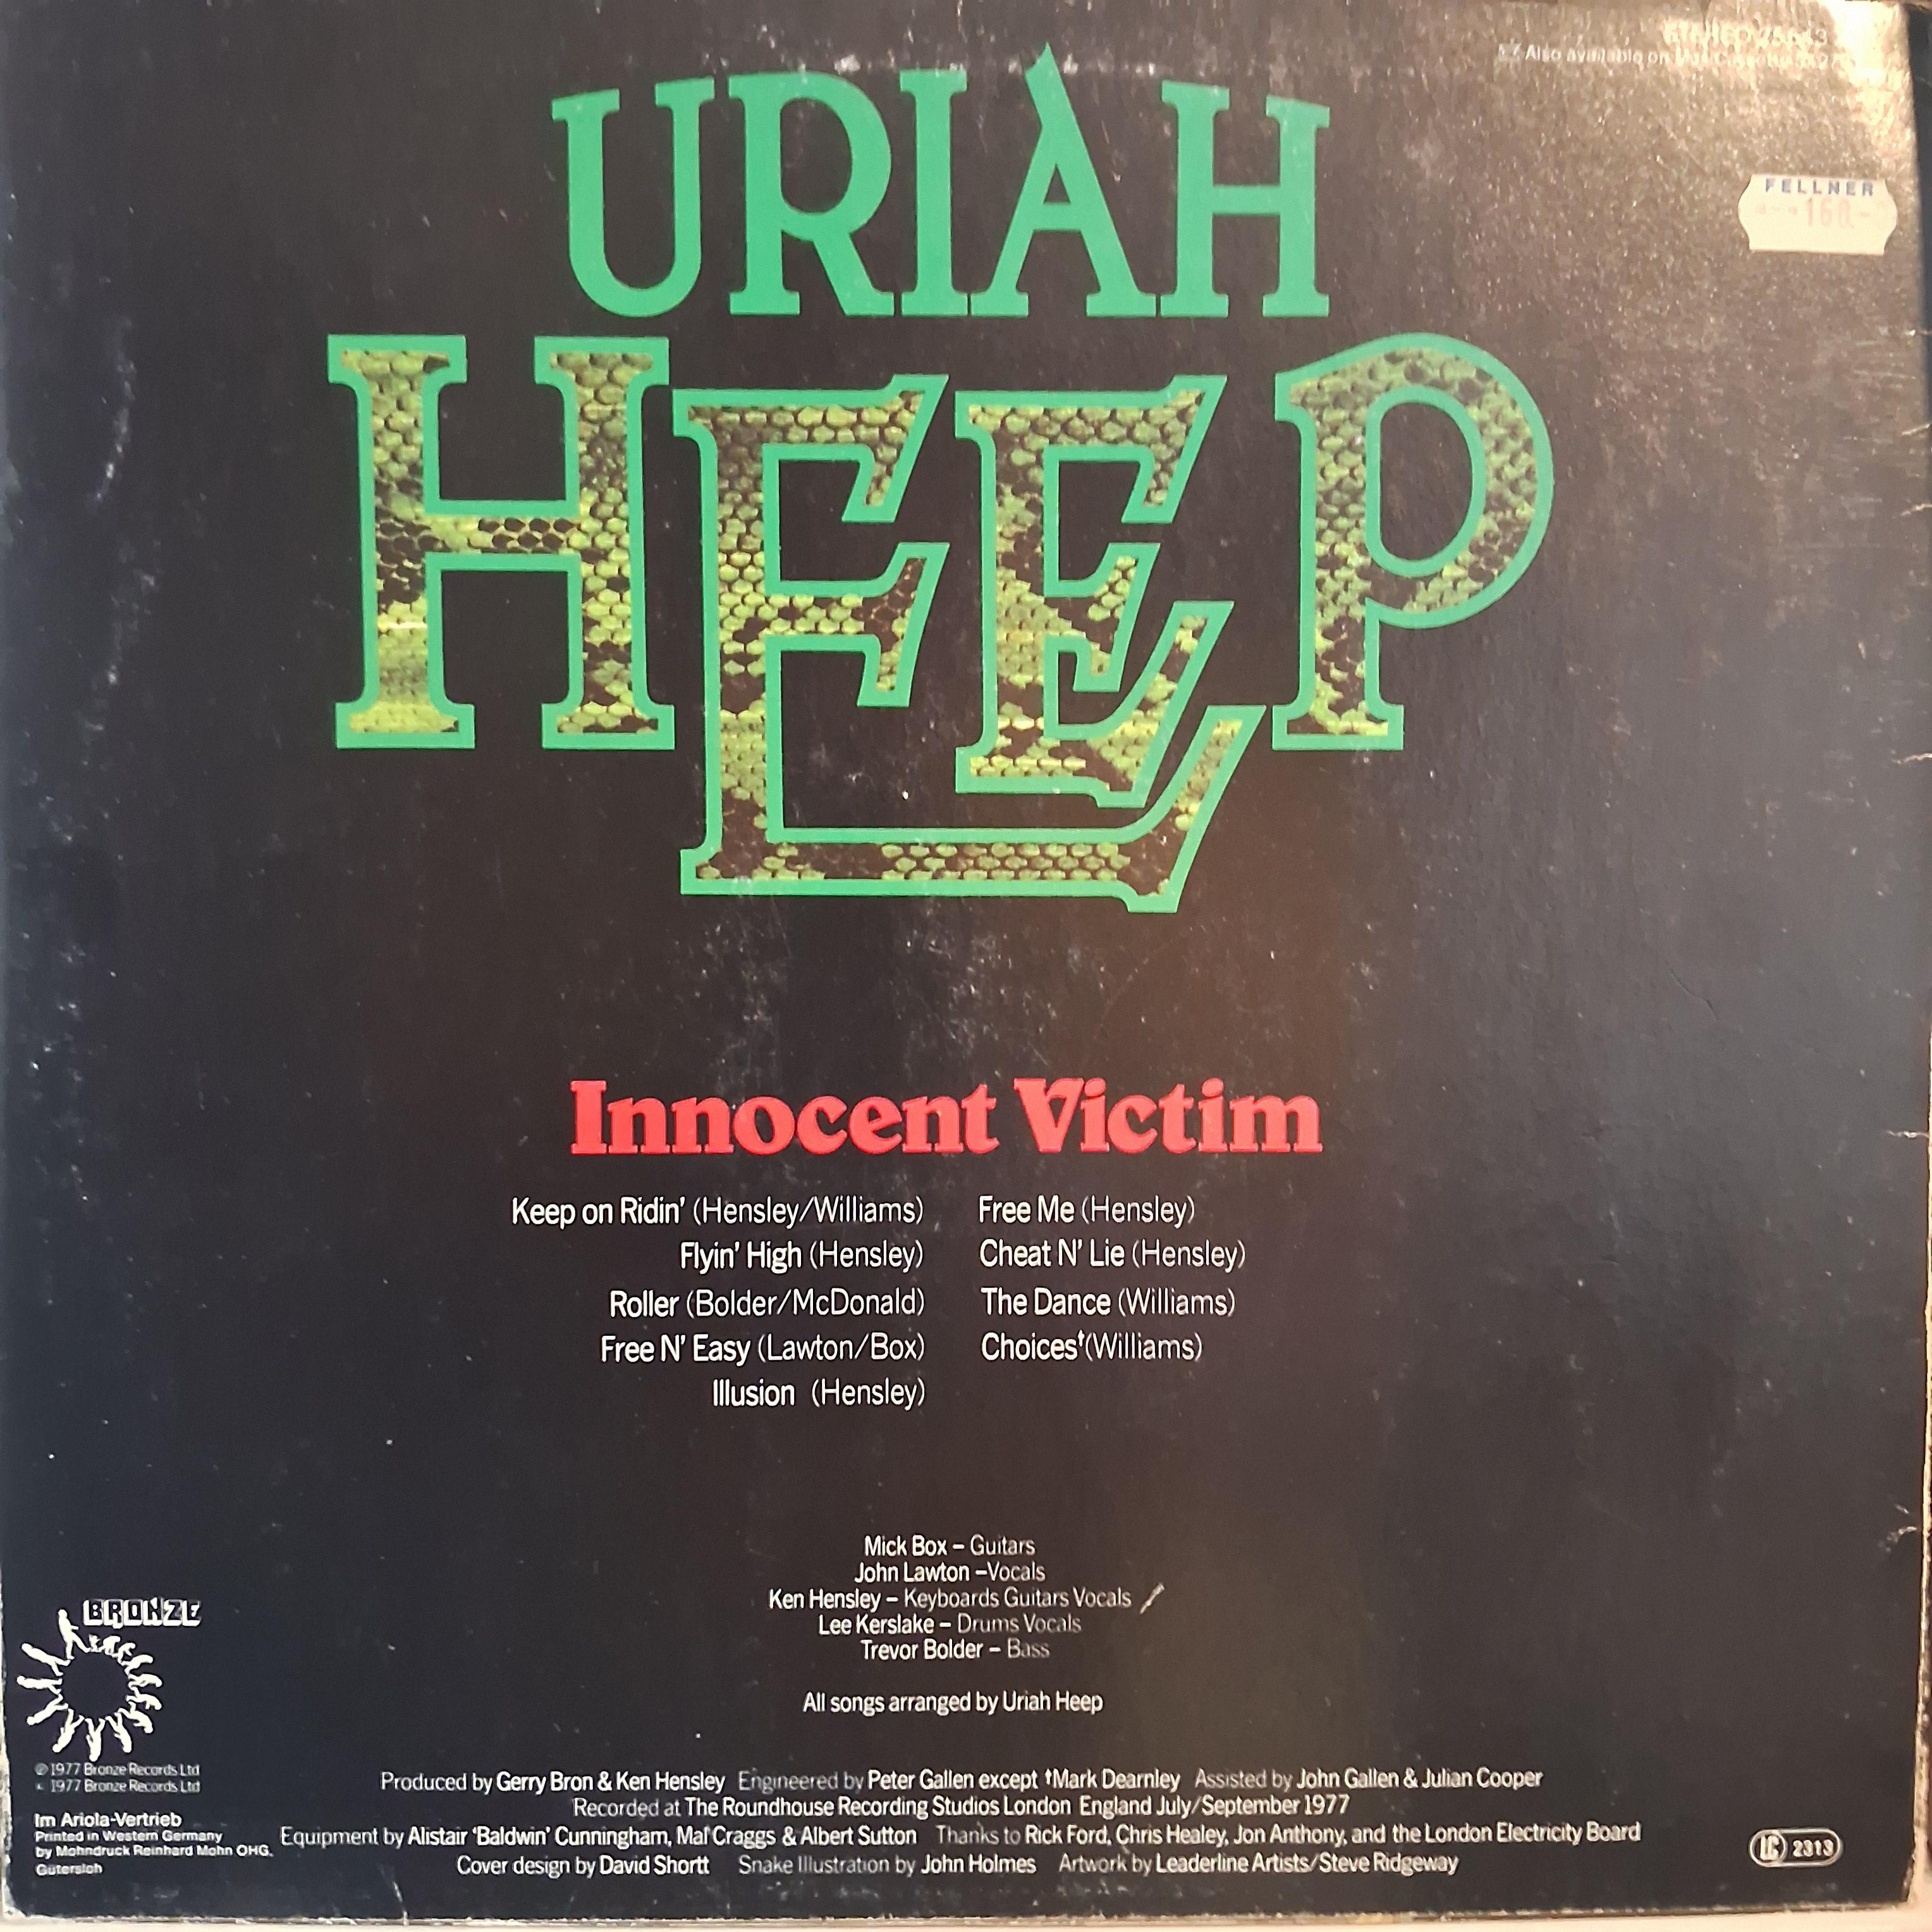 STEREO
Also available on
FELLNER
160.-
URIAH
HEEP
Innocent Victim
Keep on Ridin' (Hensley/Williams)
Flyin' High (Hensley)
Roller (Bolder/McDonald)
Free N' Easy (Lawton/Box)
Illusion (Hensley)
Free Me (Hensley)
Cheat N' Lie (Hensley)
The Dance (Williams)
Choices†(Williams)
Mick Box – Guitars
John Lawton –Vocals
Ken Hensley – Keyboards Guitars Vocals
Lee Kerslake – Drums Vocals
Trevor Bolder – Bass
All songs arranged by Uriah Heep
BRONZE
℗ 1977 Bronze Records Ltd
1977 Bronze Records Ltd
Im Ariola-Vertrieb
Printed in Western Germany
by Mohndruck Reinhard Mohn OHG.
Gütersloh
Produced by Gerry Bron & Ken Hensley Engineered by Peter Gallen except †Mark Dearnley Assisted by John Gallen & Julian Cooper
Recorded at The Roundhouse Recording Studios London England July/September 1977
Equipment by Alistair 'Baldwin' Cunningham, Mal Craggs & Albert Sutton Thanks to Rick Ford, Chris Healey, Jon Anthony, and the London Electricity Board
Cover design by David Shortt Snake Illustration by John Holmes Artwork by Leaderline Artists/Steve Ridgeway
LC 2313